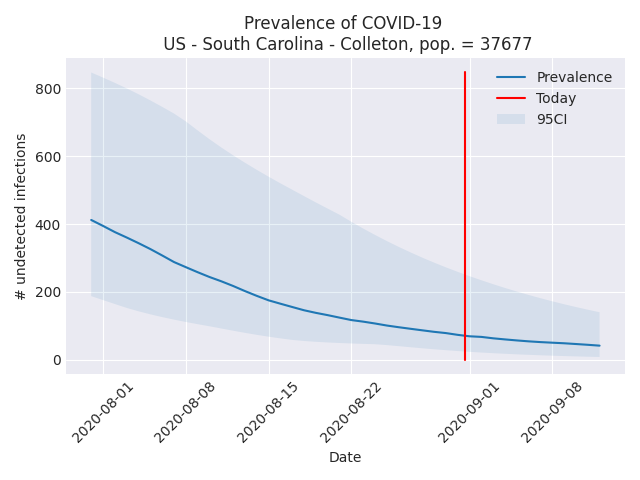 Prevalence of COVID-19
US - South Carolina - Colleton, pop. = 37677
Prevalence
Today
95CI
800
600
400
200
0
# undetected infections
2020-08-01
2020-08-08
2020-08-15
2020-08-22
2020-09-01
2020-09-08
Date